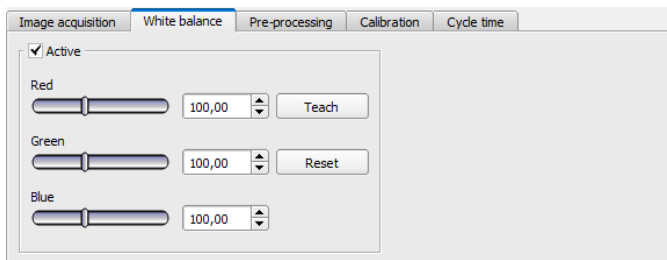 Image acquisition White balance Pre-processing Calibration Cycle time
Active
Red
100,00 Teach
Green
100,00 Reset
Blue
100,00